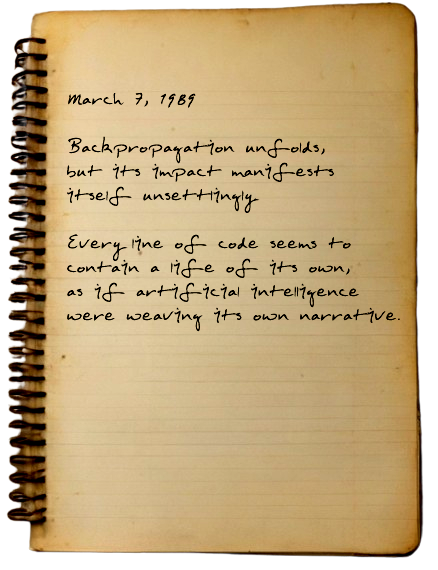 March 7, 1989
Backpropagation unfolds,
but its impact manifests
itself unsettlingly
Every line of code seems to
contain a life of its own,
as if artificial intelligence
were weaving its own narrative.